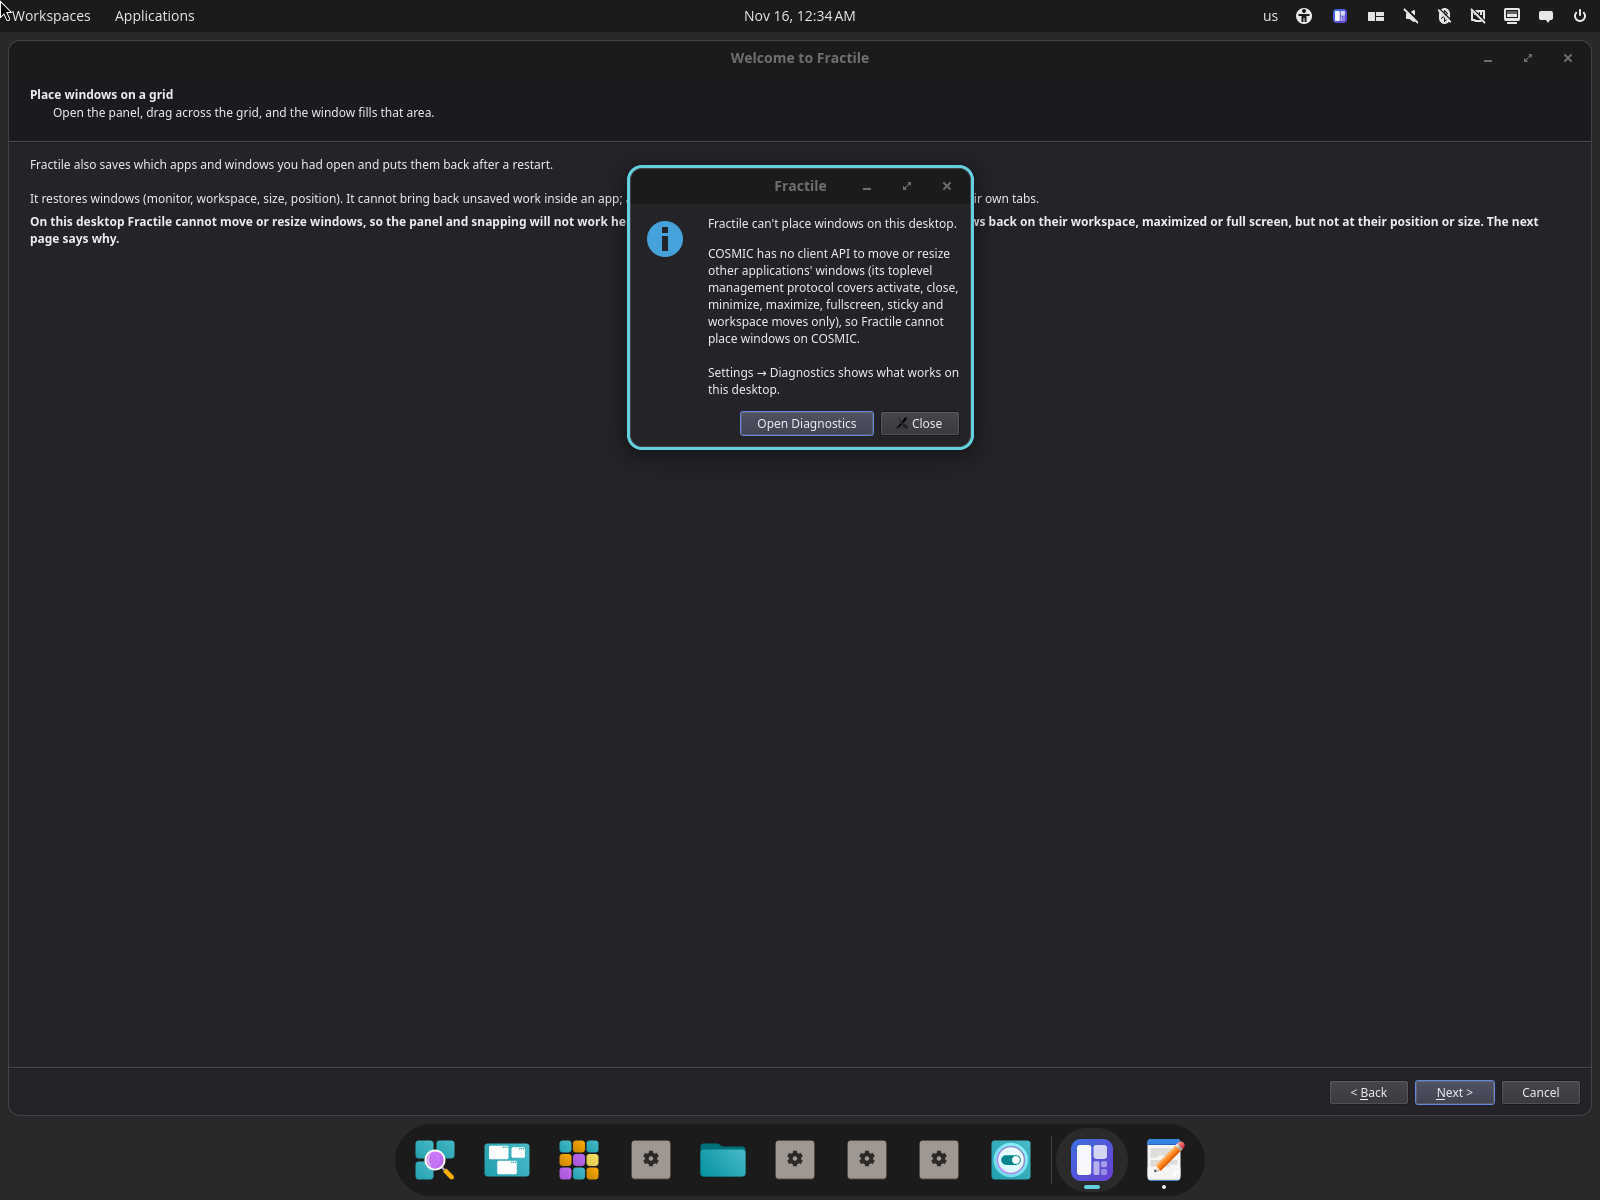 Workspaces Applications Nov 16, 12:34 AM us
Welcome to Fractile
Place windows on a grid
Open the panel, drag across the grid, and the window fills that area.
Fractile also saves which apps and windows you had open and puts them back after a restart.
It restores windows (monitor, workspace, size, position). It cannot bring back unsaved work inside an app; ir own tabs.
On this desktop Fractile cannot move or resize windows, so the panel and snapping will not work he s back on their workspace, maximized or full screen, but not at their position or size. The next
page says why.
Fractile
Fractile can't place windows on this desktop.
COSMIC has no client API to move or resize
other applications' windows (its toplevel
management protocol covers activate, close,
minimize, maximize, fullscreen, sticky and
workspace moves only), so Fractile cannot
place windows on COSMIC.
Settings → Diagnostics shows what works on
this desktop.
Open Diagnostics Close
< Back Next > Cancel